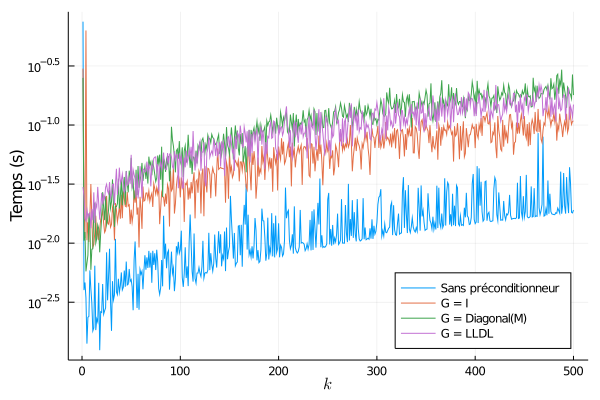 10^-0.5
10^-1.0
10^-1.5
10^-2.0
10^-2.5
Temps (s)
0 100 200 300 400 500
k
Sans préconditionneur
G = I
G = Diagonal(M)
G = LLDL